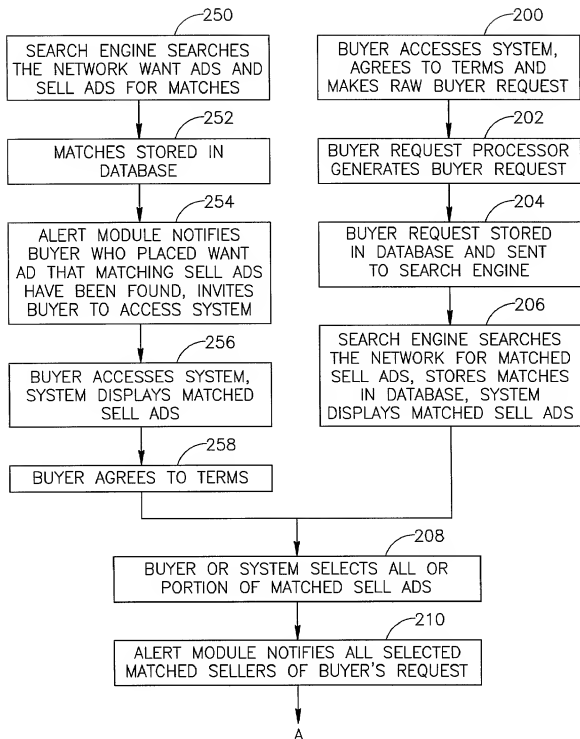 250
SEARCH ENGINE SEARCHES
THE NETWORK WANT ADS AND
SELL ADS FOR MATCHES
252
MATCHES STORED IN
DATABASE
254
ALERT MODULE NOTIFIES
BUYER WHO PLACED WANT
AD THAT MATCHING SELL ADS
HAVE BEEN FOUND, INVITES
BUYER TO ACCESS SYSTEM
256
BUYER ACCESSES SYSTEM,
SYSTEM DISPLAYS MATCHED
SELL ADS
258
BUYER AGREES TO TERMS
200
BUYER ACCESSES SYSTEM,
AGREES TO TERMS AND
MAKES RAW BUYER REQUEST
202
BUYER REQUEST PROCESSOR
GENERATES BUYER REQUEST
204
BUYER REQUEST STORED
IN DATABASE AND SENT
TO SEARCH ENGINE
206
SEARCH ENGINE SEARCHES
THE NETWORK FOR MATCHED
SELL ADS, STORES MATCHES
IN DATABASE, SYSTEM
DISPLAYS MATCHED SELL ADS
208
BUYER OR SYSTEM SELECTS ALL OR
PORTION OF MATCHED SELL ADS
210
ALERT MODULE NOTIFIES ALL SELECTED
MATCHED SELLERS OF BUYER'S REQUEST
A